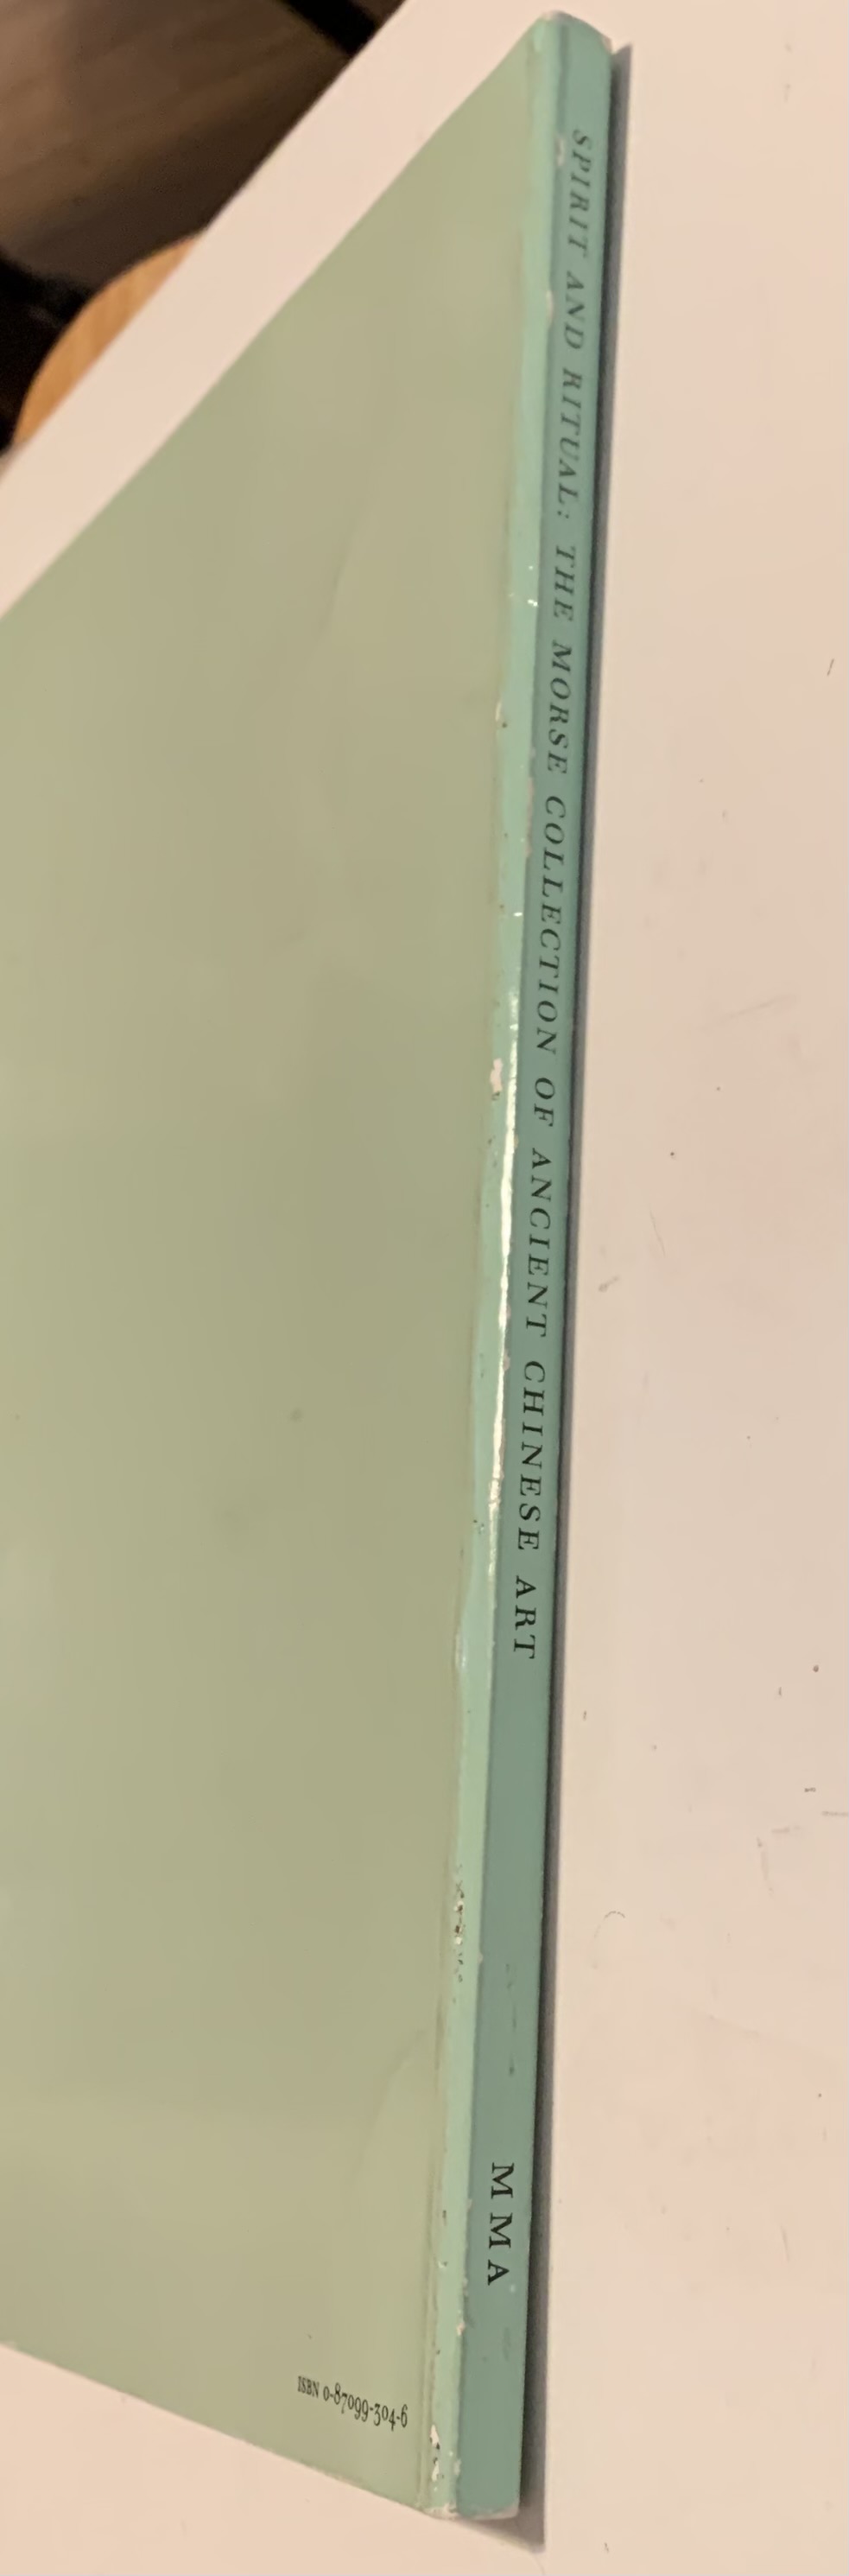 SPIRIT AND RITUAL: THE MORSE COLLECTION OF ANCIENT CHINESE ART
MMA
ISBN 0-87099-304-6